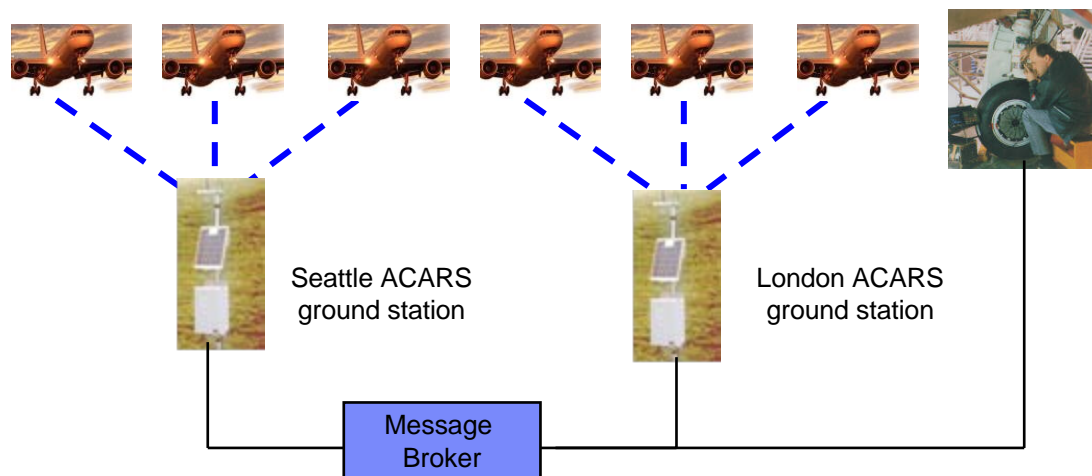 Seattle ACARS
ground station
London ACARS
ground station
Message
Broker